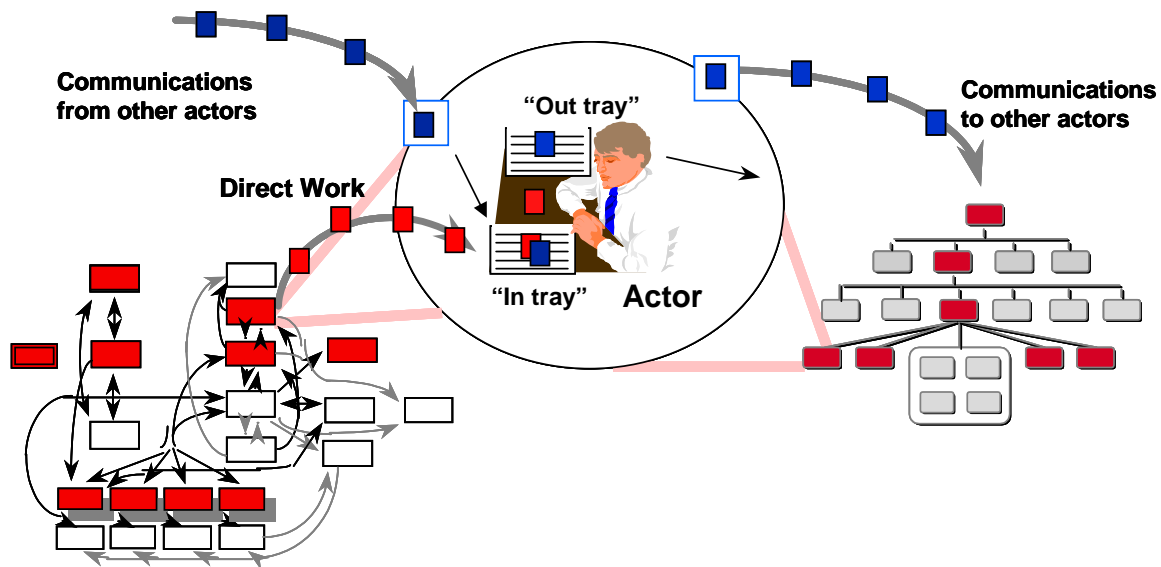 Communications
from other actors
“Out tray”
Communications
to other actors
Direct Work
“In tray”
Actor